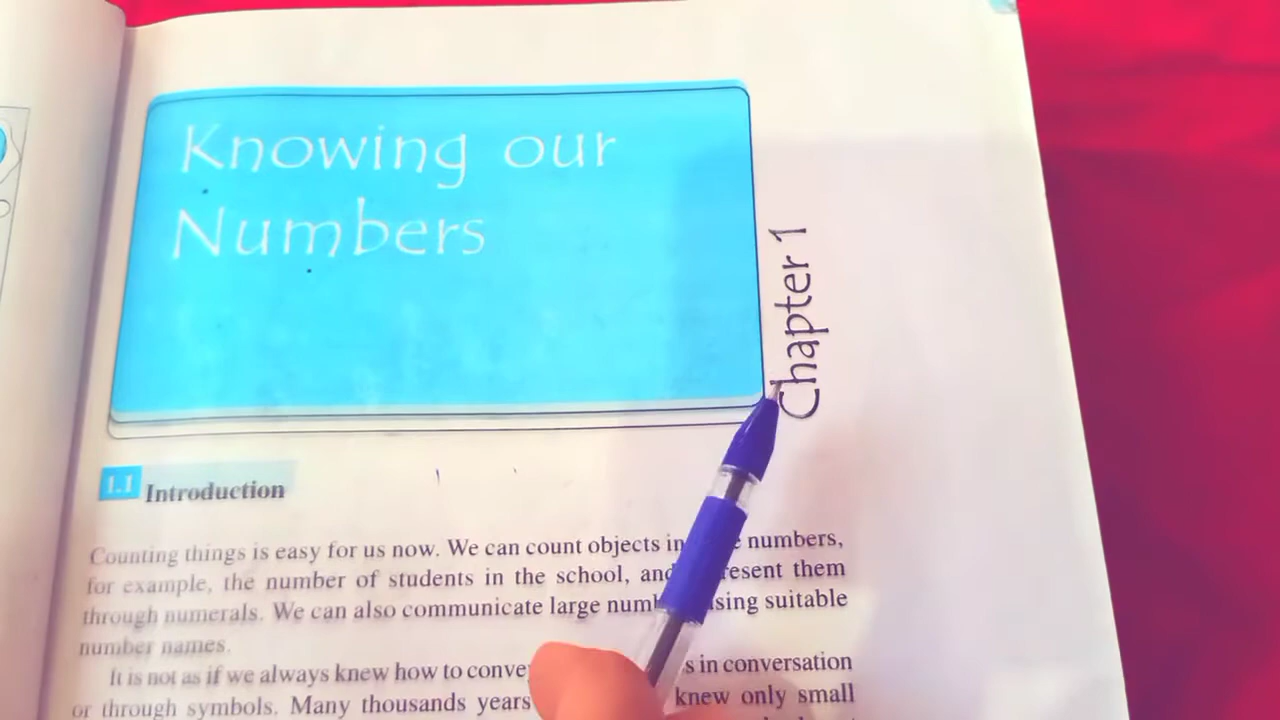 Knowing our
Numbers
Chapter 1
1.1 Introduction
Counting things is easy for us now. We can count objects in numbers,
for example, the number of students in the school, and them
through numerals. We can also communicate large suitable
number names.
It is not as if we always knew how to in conversation
or through symbols. Many thousands years knew only small